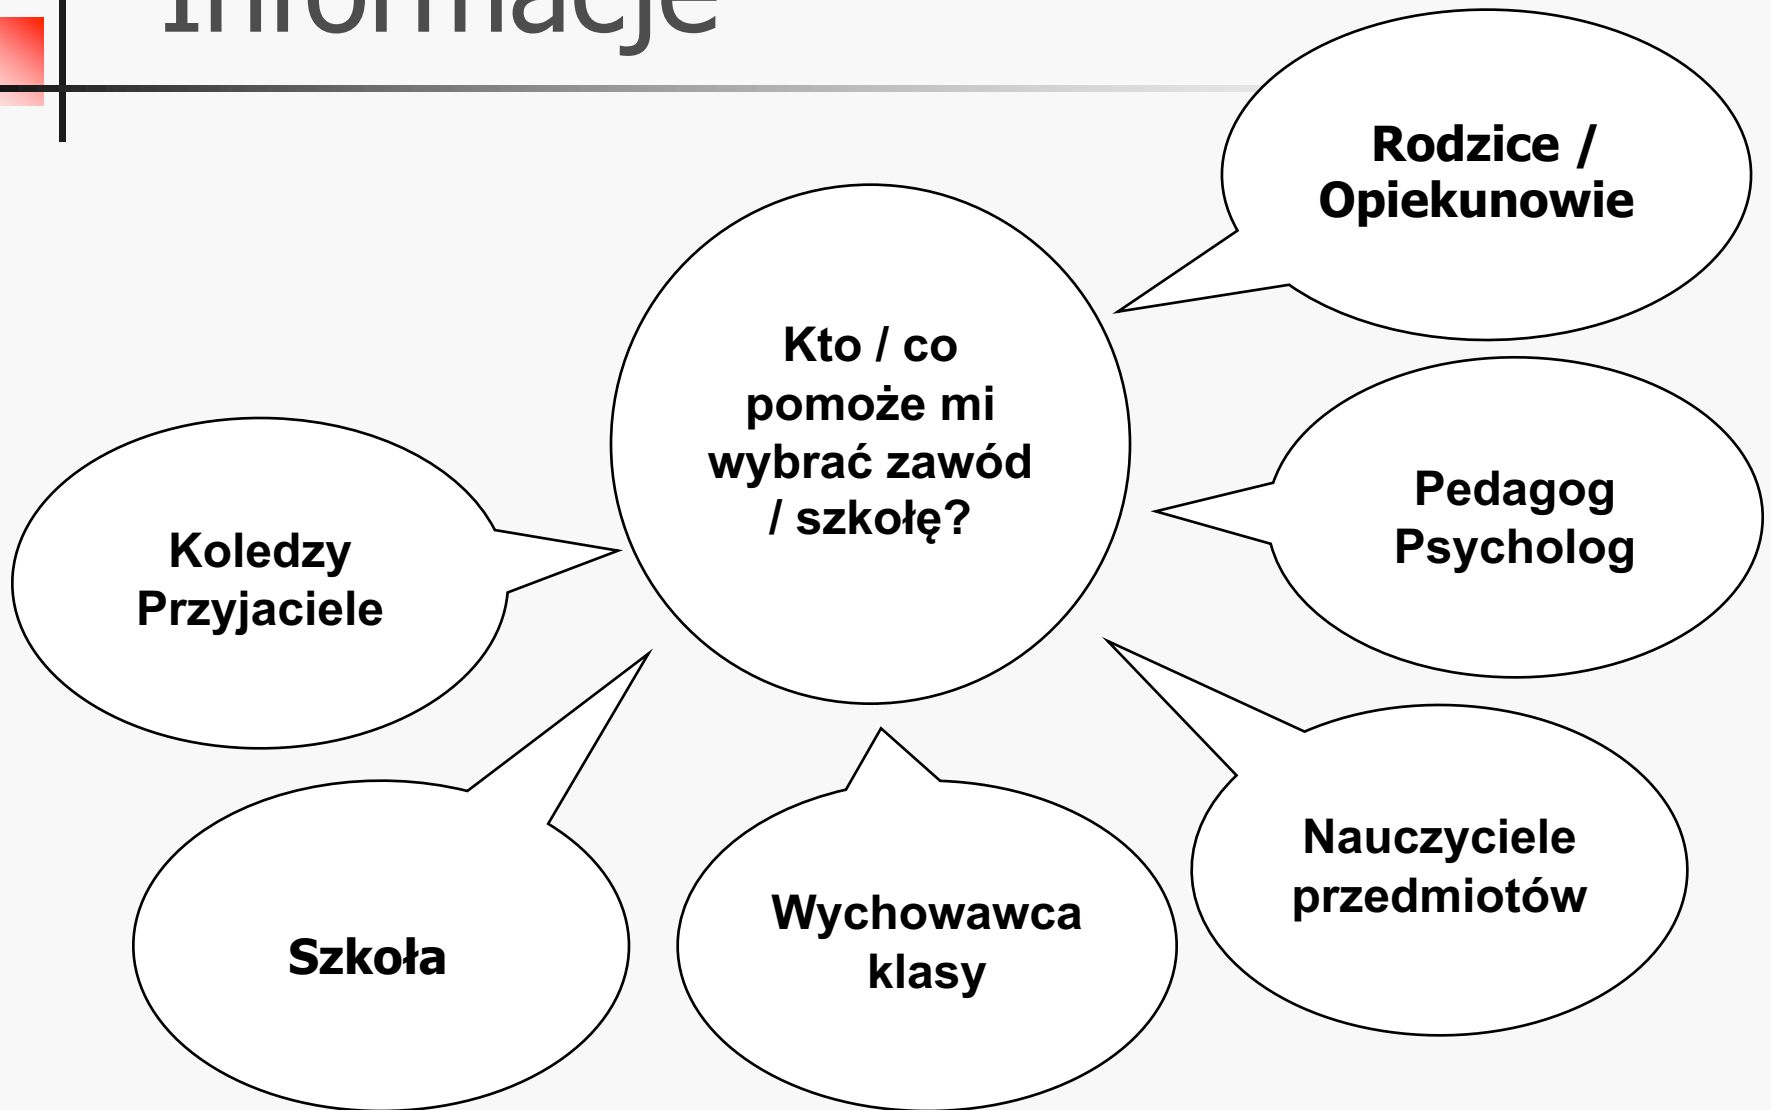 Informacje
Rodzice /
Opiekunowie
Kto / co
pomoże mi
wybrać zawód
/ szkołę?
Pedagog
Psycholog
Koledzy
Przyjaciele
Nauczyciele
przedmiotów
Wychowawca
klasy
Szkoła